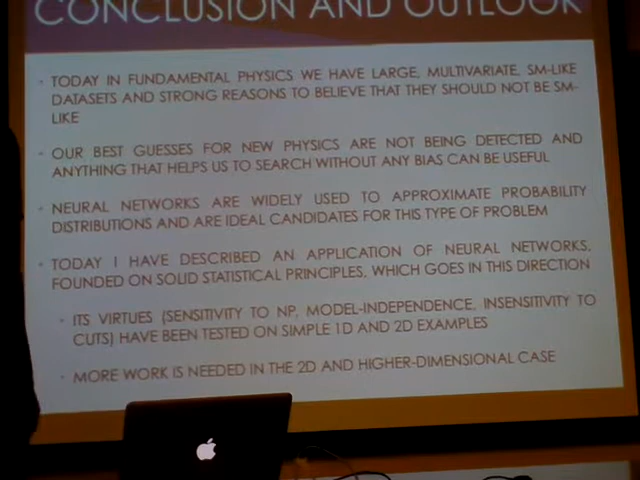 CONCLUSION AND OUTLOOK
TODAY IN FUNDAMENTAL PHYSICS WE HAVE LARGE, MULTIVARIATE, SM-LIKE
DATASETS AND STRONG REASONS TO BELIEVE THAT THEY SHOULD NOT BE SM-
LIKE
OUR BEST GUESSES FOR NEW PHYSICS ARE NOT BEING DETECTED AND
ANYTHING THAT HELPS US TO SEARCH WITHOUT ANY BIAS CAN BE USEFUL
NEURAL NETWORKS ARE WIDELY USED TO APPROXIMATE PROBABILITY
DISTRIBUTIONS AND ARE IDEAL CANDIDATES FOR THIS TYPE OF PROBLEM
TODAY I HAVE DESCRIBED AN APPLICATION OF NEURAL NETWORKS,
FOUNDED ON SOLID STATISTICAL PRINCIPLES, WHICH GOES IN THIS DIRECTION
ITS VIRTUES (SENSITIVITY TO NP, MODEL-INDEPENDENCE, INSENSITIVITY TO
CUTS) HAVE BEEN TESTED ON SIMPLE 1D AND 2D EXAMPLES
MORE WORK IS NEEDED IN THE 2D AND HIGHER-DIMENSIONAL CASE